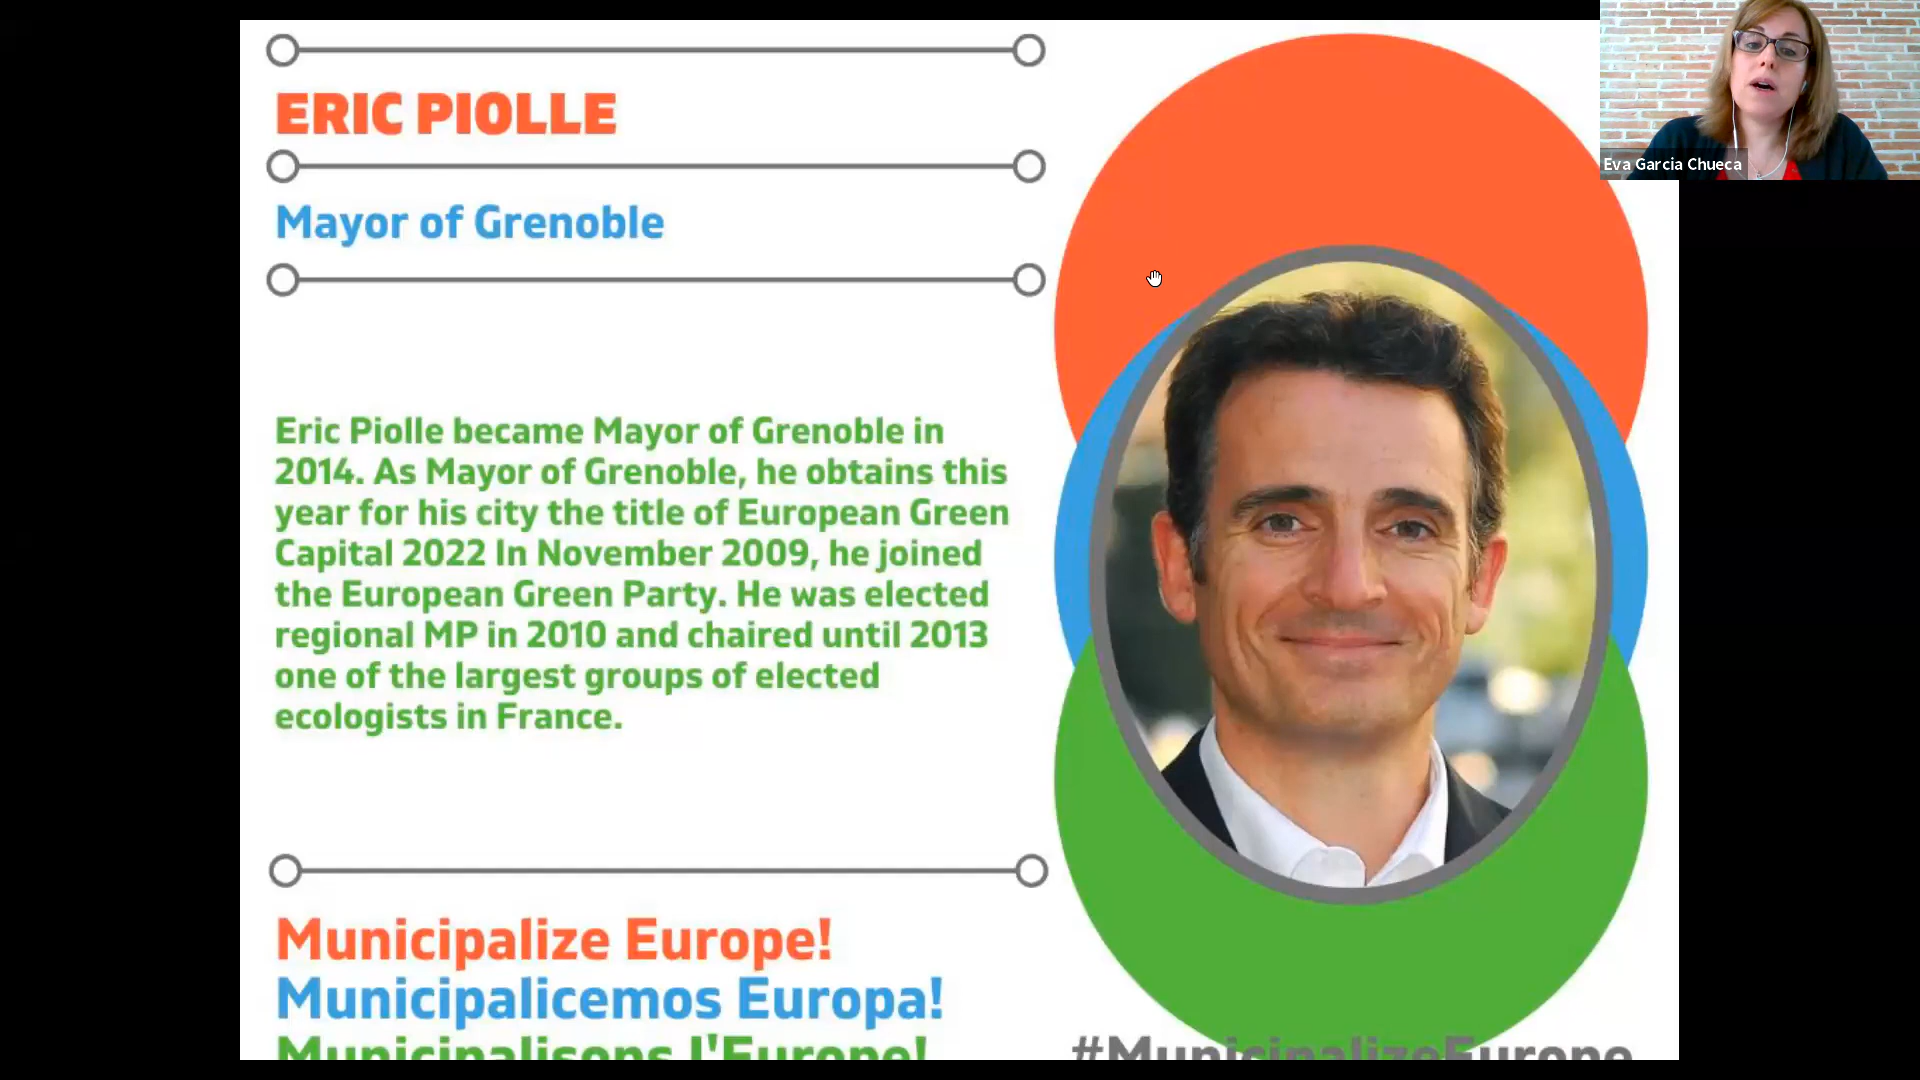 ERIC PIOLLE
Mayor of Grenoble
Eric Piolle became Mayor of Grenoble in
2014. As Mayor of Grenoble, he obtains this
year for his city the title of European Green
Capital 2022 In November 2009, he joined
the European Green Party. He was elected
regional MP in 2010 and chaired until 2013
one of the largest groups of elected
ecologists in France.
Municipalize Europe!
Municipalicemos Europa!
Municipalisons l'Europe!
#MunicipalizeEurope
Eva Garcia Chueca